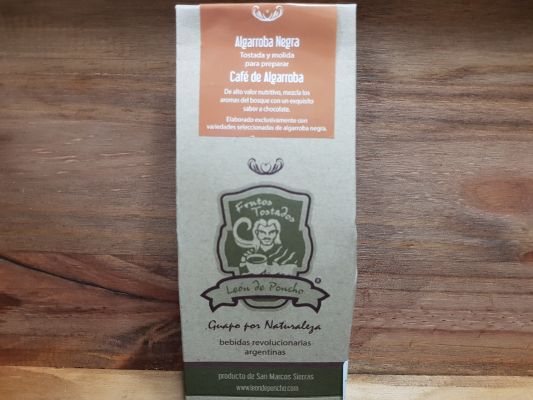 Algarroba Negra
Tostada y molida
para preparar
Café de Algarroba
De alto valor nutritivo, mezcla los
aromas del bosque con un exquisito
sabor a chocolate.
Elaborado exclusivamente con
variedades seleccionadas de algarroba negra.
Frutos
Tostados
León de Poncho
®
Guapo por Naturaleza
bebidas revolucionarias
argentinas
producto de San Marcos Sierras
www.leondeponcho.com